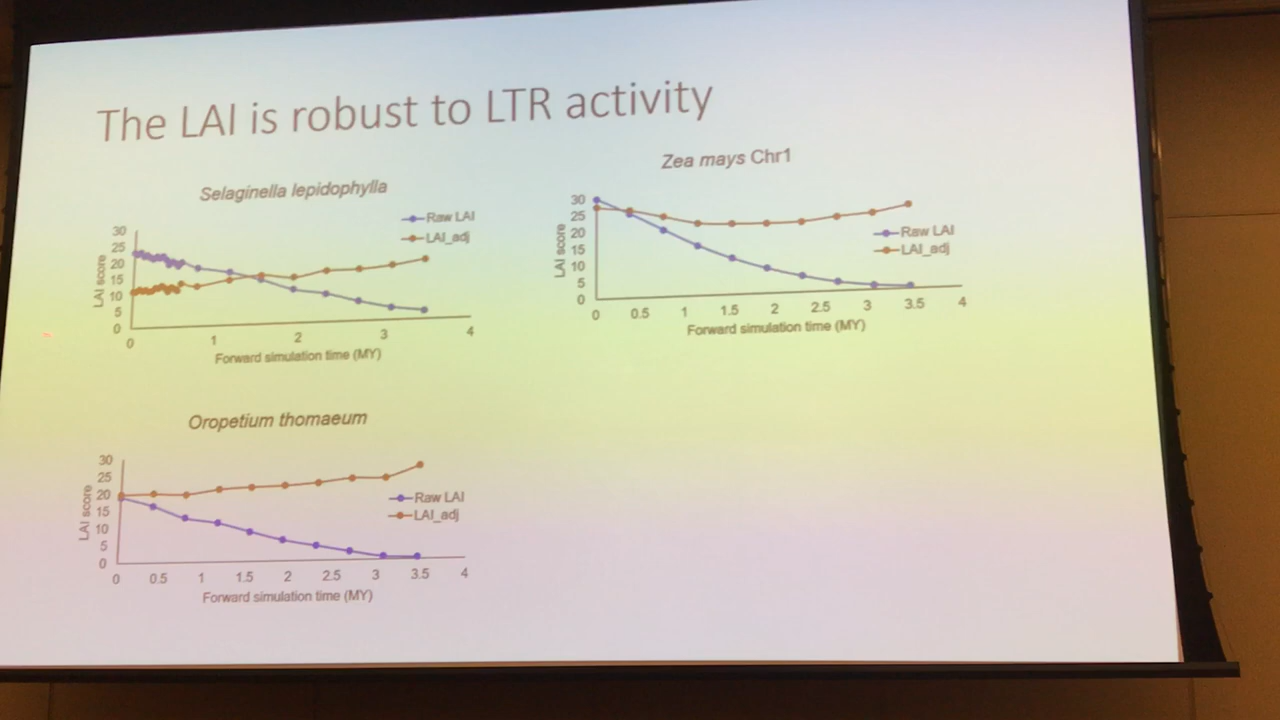 The LAI is robust to LTR activity
Selaginella lepidophylla
Raw LAI
LAI_adj
LAI score
30
25
20
15
10
5
0
0 1 2 3 4
Forward simulation time (MY)
Zea mays Chr1
Raw LAI
LAI_adj
LAI score
30
25
20
15
10
5
0
0 0.5 1 1.5 2 2.5 3 3.5 4
Forward simulation time (MY)
Oropetium thomaeum
Raw LAI
LAI_adj
LAI score
30
25
20
15
10
5
0
0 0.5 1 1.5 2 2.5 3 3.5 4
Forward simulation time (MY)